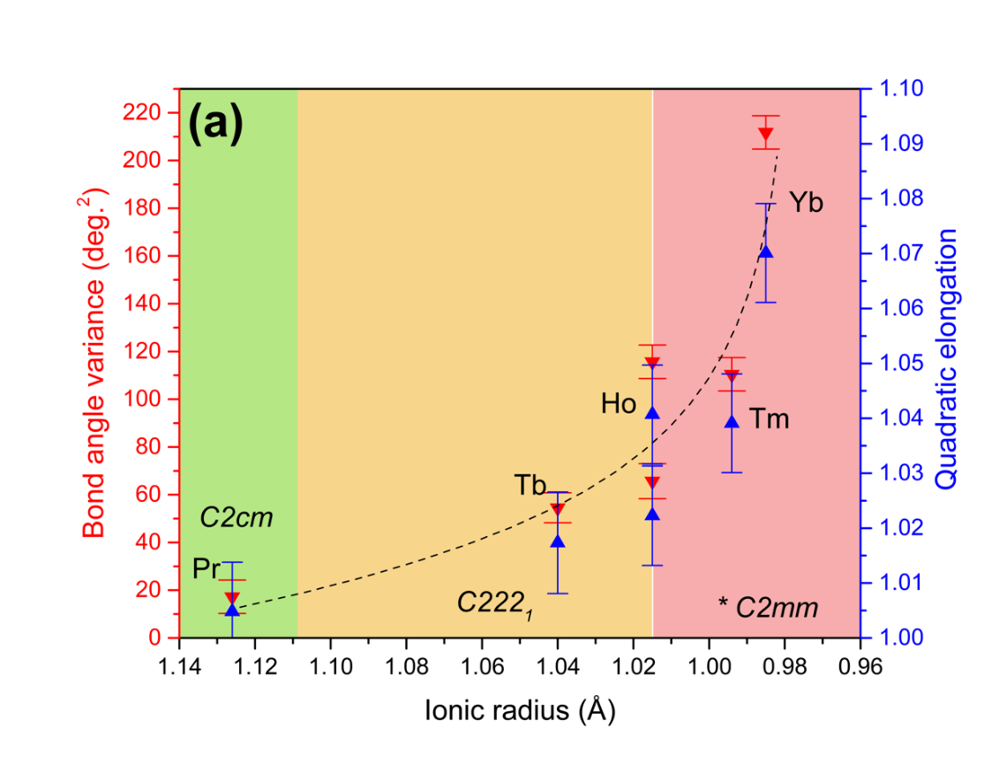 (a)
220
200
180
160
140
120
100
80
60
40
20
0
Bond angle variance (deg.²)
1.10
1.09
1.08
1.07
1.06
1.05
1.04
1.03
1.02
1.01
1.00
Quadratic elongation
Yb
Ho
Tm
Tb
C2cm
Pr
C222₁
* C2mm
1.14 1.12 1.10 1.08 1.06 1.04 1.02 1.00 0.98 0.96
Ionic radius (Å)